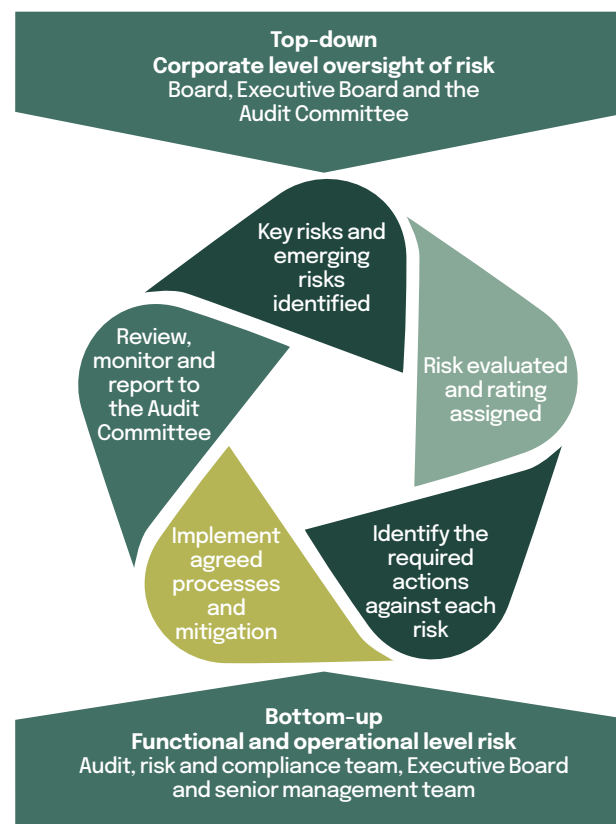 Top-down
Corporate level oversight of risk
Board, Executive Board and the
Audit Committee
Key risks and
emerging
risks
identified
Risk evaluated
and rating
assigned
Identify the
required
actions
against each
risk
Implement
agreed
processes
and
mitigation
Review,
monitor and
report to
the Audit
Committee
Bottom-up
Functional and operational level risk
Audit, risk and compliance team, Executive Board
and senior management team